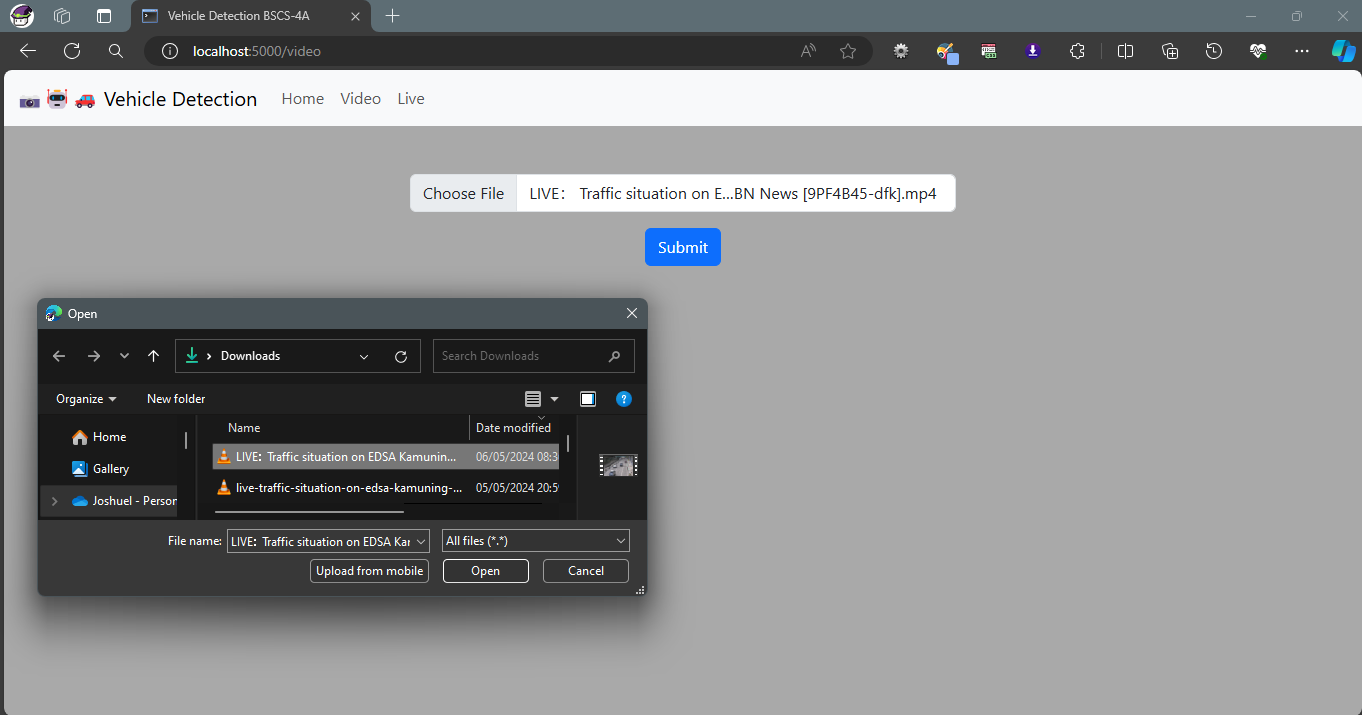 Vehicle Detection BSCS-4A
localhost:5000/video
Vehicle Detection Home Video Live
Choose File LIVE： Traffic situation on E...BN News [9PF4B45-dfk].mp4
Submit
Open
Downloads Search Downloads
Organize New folder
Name Date modified
Home
LIVE： Traffic situation on EDSA Kamunin... 06/05/2024 08:3
Gallery
live-traffic-situation-on-edsa-kamuning-... 05/05/2024 20:5
Joshuel - Person
File name: LIVE： Traffic situation on EDSA Kar All files (*.*)
Upload from mobile Open Cancel